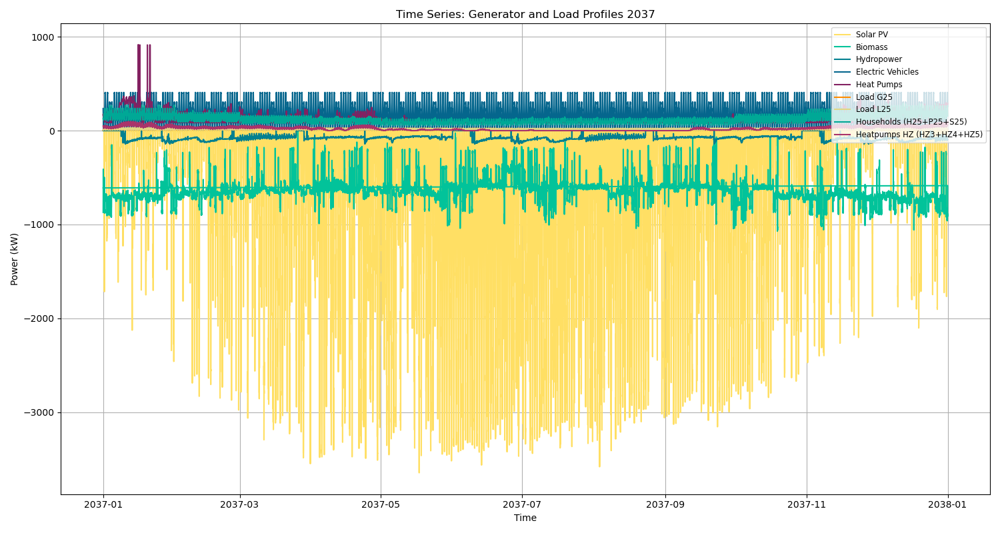 Time Series: Generator and Load Profiles 2037
1000
0
−1000
−2000
−3000
Power (kW)
Solar PV
Biomass
Hydropower
Electric Vehicles
Heat Pumps
Load G25
Load L25
Households (H25+P25+S25)
Heatpumps HZ (HZ3+HZ4+HZ5)
2037-01
2037-03
2037-05
2037-07
2037-09
2037-11
2038-01
Time